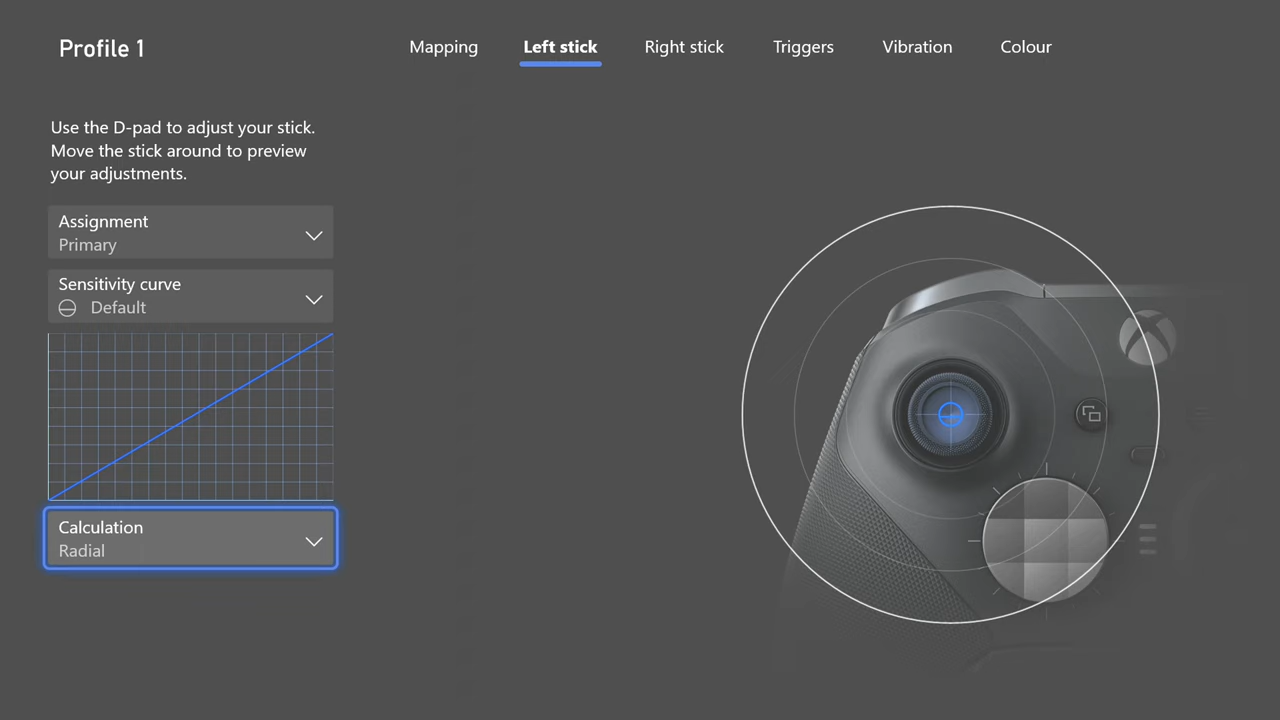 Profile 1
Mapping
Left stick
Right stick
Triggers
Vibration
Colour
Use the D-pad to adjust your stick.
Move the stick around to preview
your adjustments.
Assignment
Primary
Sensitivity curve
Default
Calculation
Radial